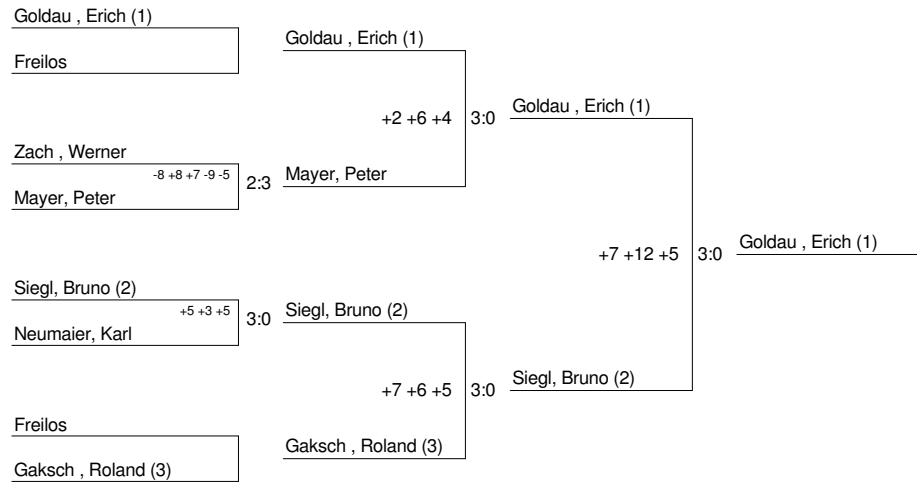 Goldau , Erich (1)
Freilos
Zach , Werner
-8 +8 +7 -9 -5
2:3
Mayer, Peter
Siegl, Bruno (2)
+5 +3 +5
3:0
Neumaier, Karl
Freilos
Gaksch , Roland (3)
Goldau , Erich (1)
+2 +6 +4
3:0
Mayer, Peter
Siegl, Bruno (2)
+7 +6 +5
3:0
Gaksch , Roland (3)
Goldau , Erich (1)
+7 +12 +5
3:0
Siegl, Bruno (2)
Goldau , Erich (1)